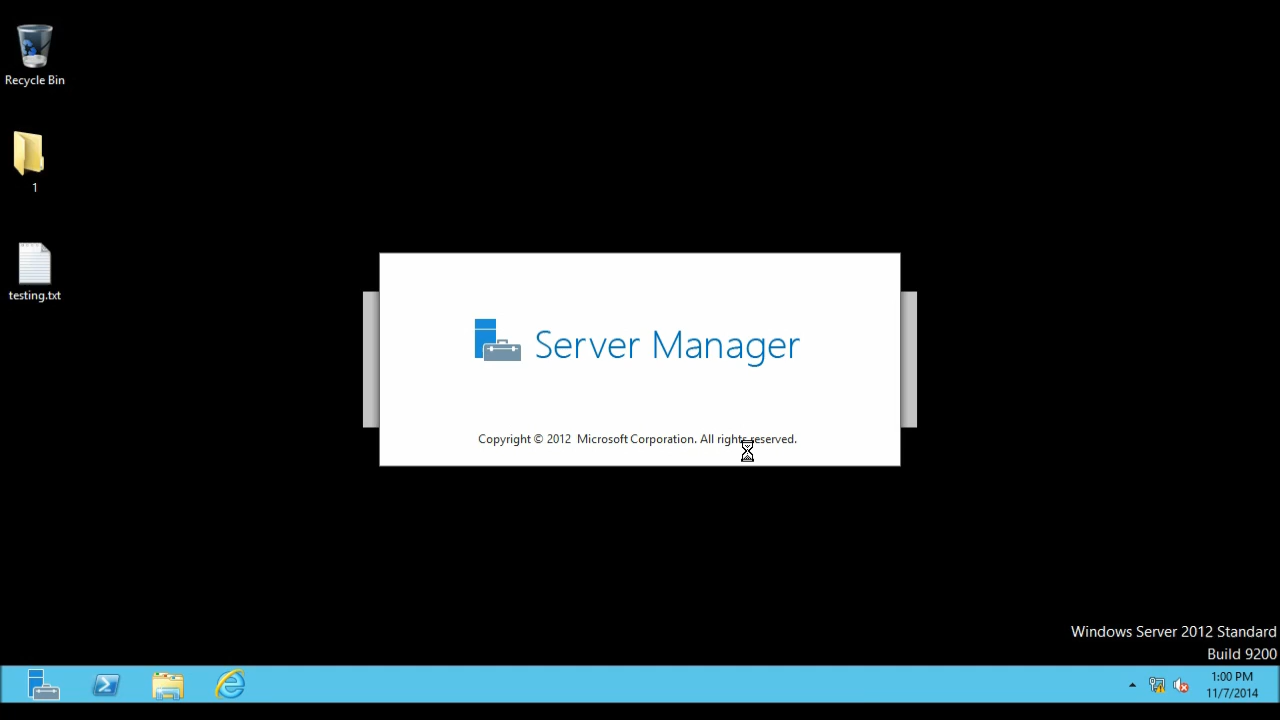 Recycle Bin
1
testing.txt
Server Manager
Copyright © 2012 Microsoft Corporation. All rights reserved.
Windows Server 2012 Standard
Build 9200
1:00 PM
11/7/2014